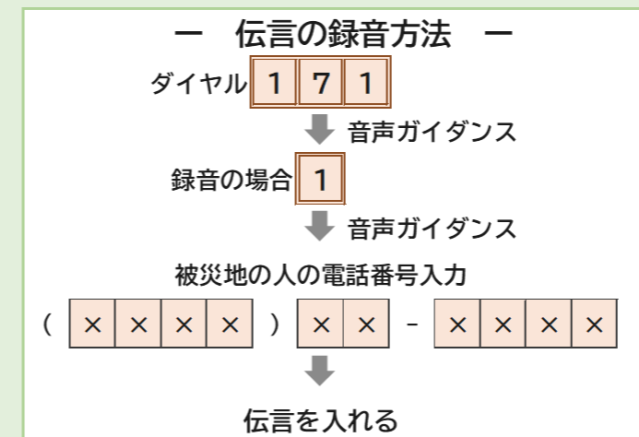 ー 伝言の録音方法 ー
ダイヤル 1 7 1
音声ガイダンス
録音の場合 1
音声ガイダンス
被災地の人の電話番号入力
( × × × × ) × × - × × × ×
伝言を入れる